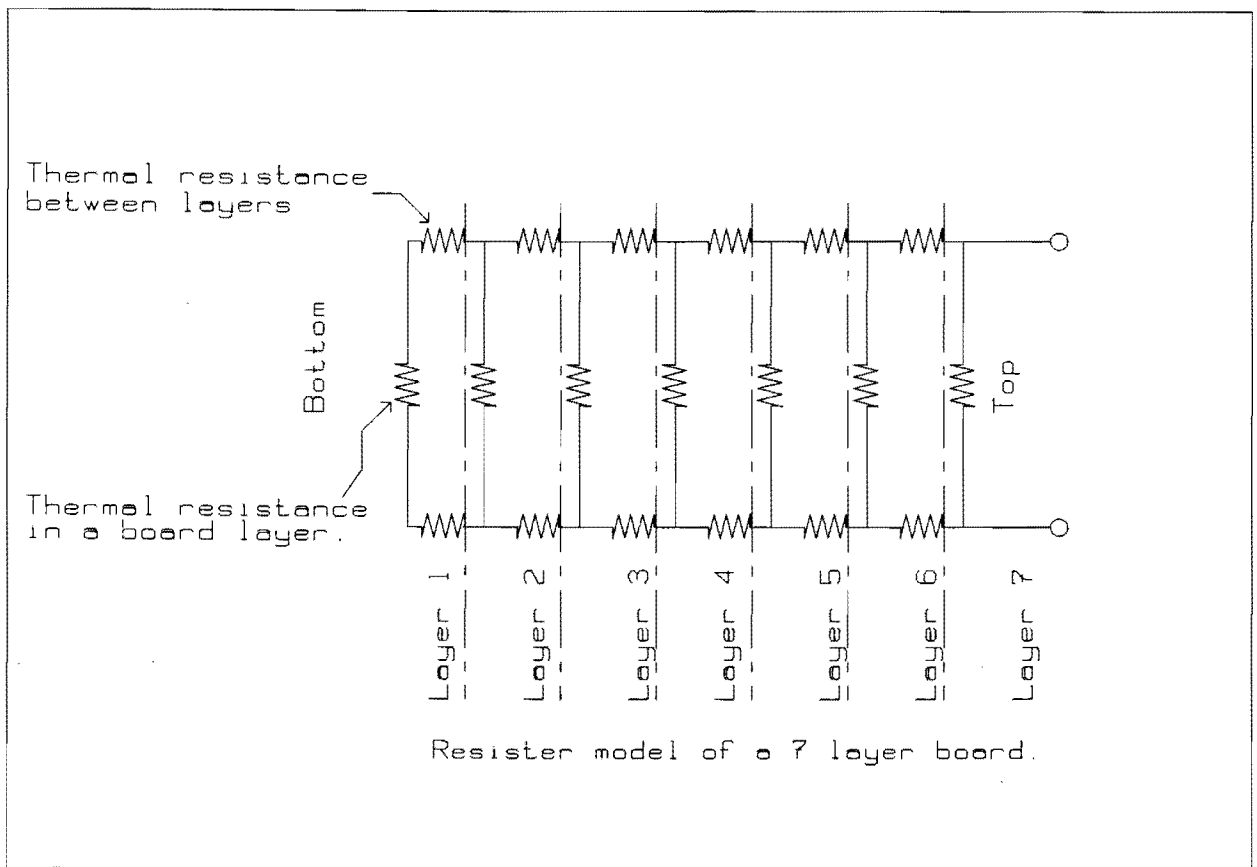 Thermal resistance
between layers
Bottom
Top
Thermal resistance
in a board layer.
Layer 1
Layer 2
Layer 3
Layer 4
Layer 5
Layer 6
Layer 7
Resister model of a 7 layer board.